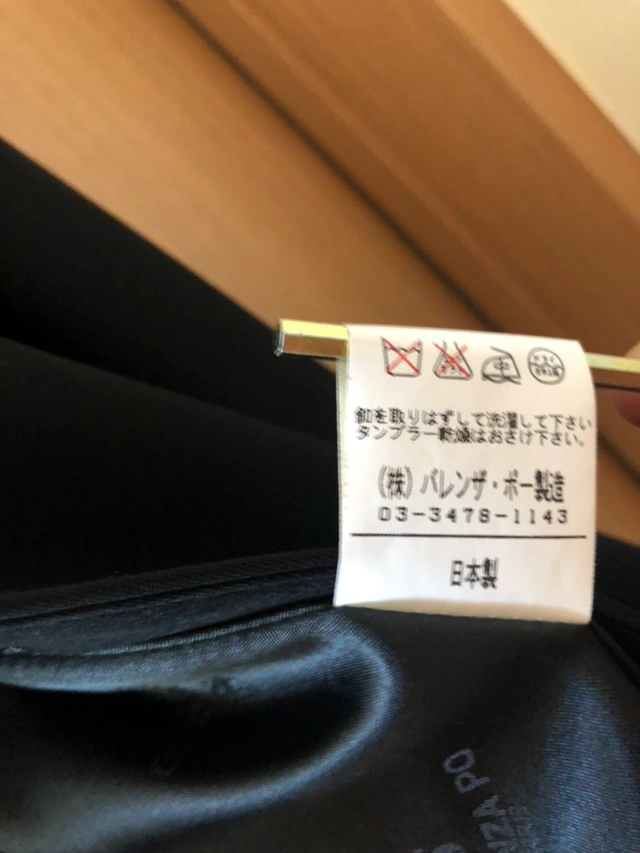 釦を取りはずして洗濯して下さい
タンブラー乾燥はおさけ下さい。
(株)バレンザ・ポー製造
03-3478-1143
日本製
NZA PO